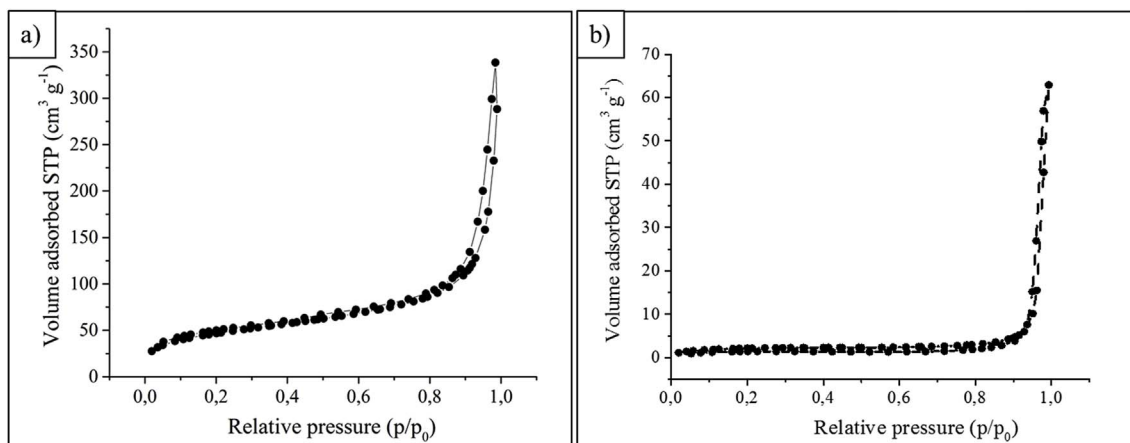 a)
Volume adsorbed STP (cm³ g⁻¹)
350
300
250
200
150
100
50
0
0,0 0,2 0,4 0,6 0,8 1,0
Relative pressure (p/p₀)
b)
Volume adsorbed STP (cm³ g⁻¹)
70
60
50
40
30
20
10
0
0,0 0,2 0,4 0,6 0,8 1,0
Relative pressure (p/p₀)